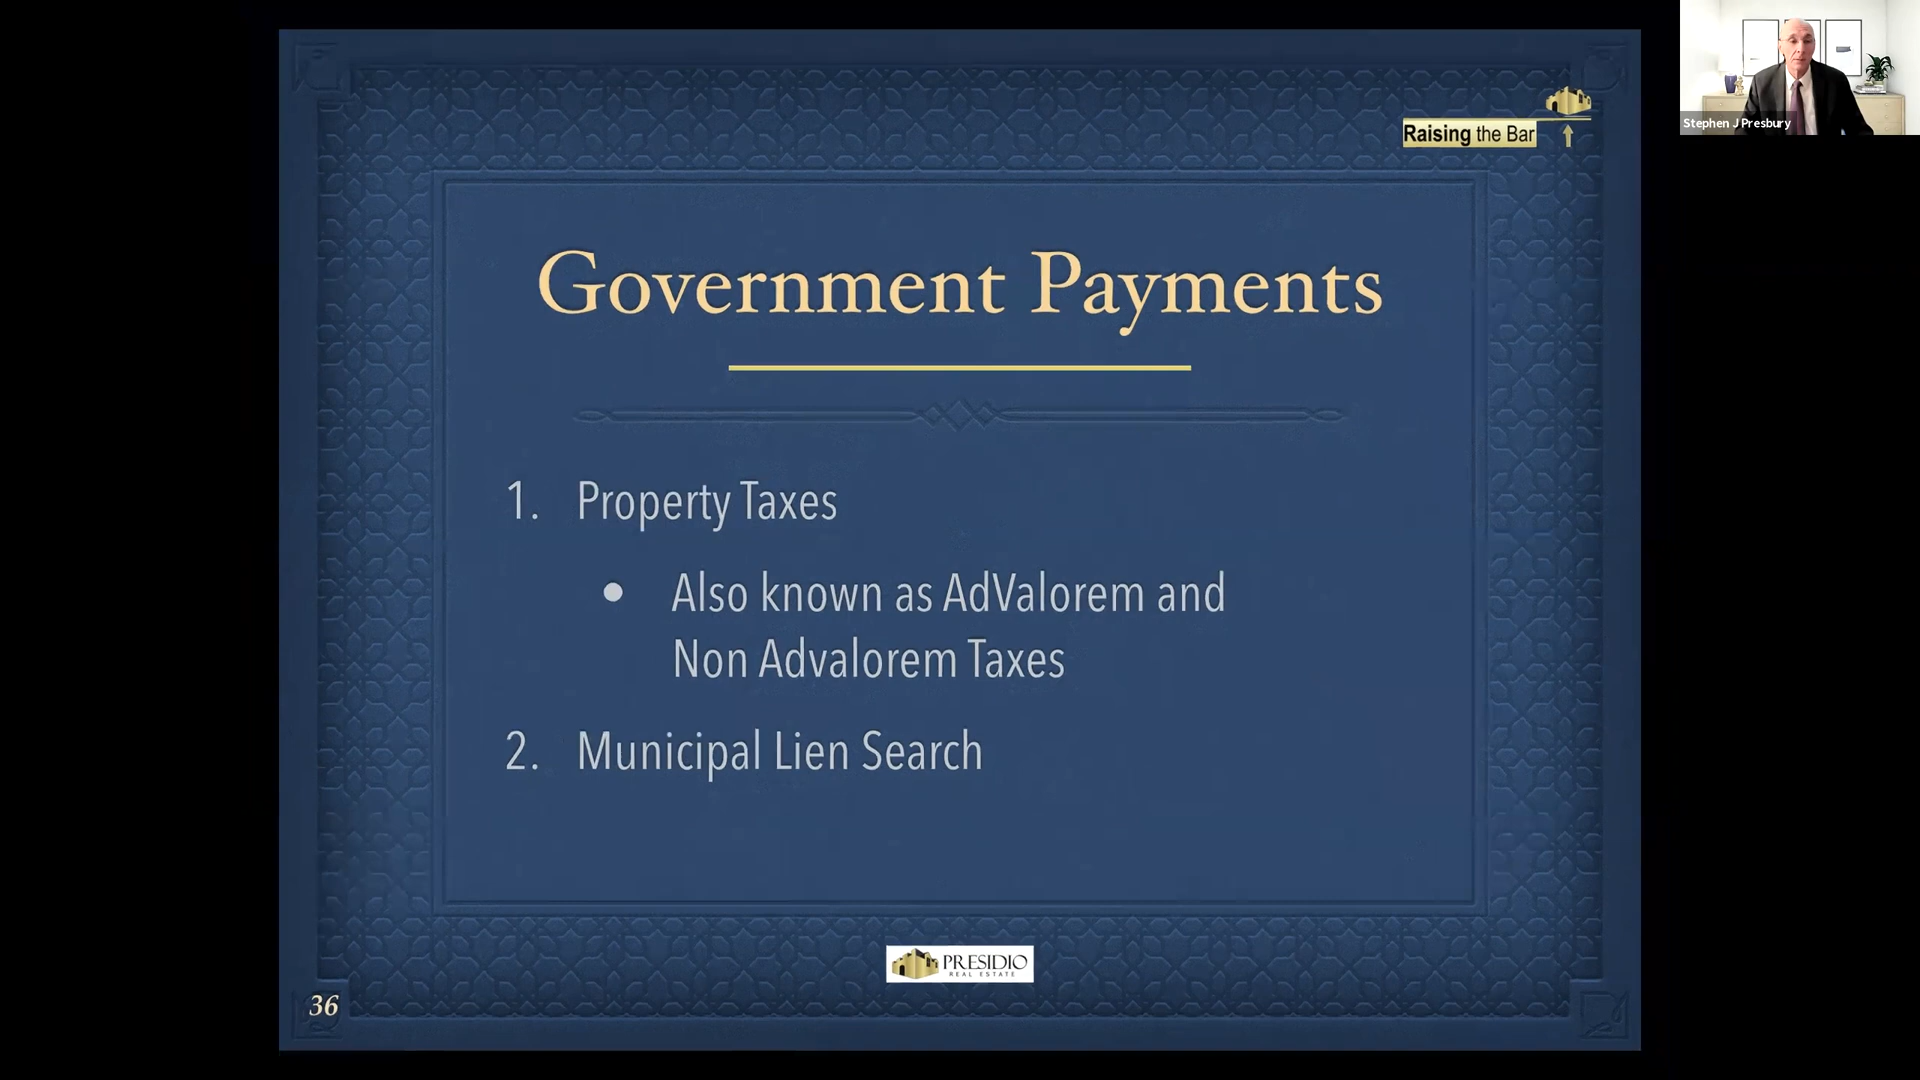 Stephen J Presbury
Raising the Bar
Government Payments
1. Property Taxes
• Also known as AdValorem and
Non Advalorem Taxes
2. Municipal Lien Search
PRESIDIO
REAL ESTATE
36